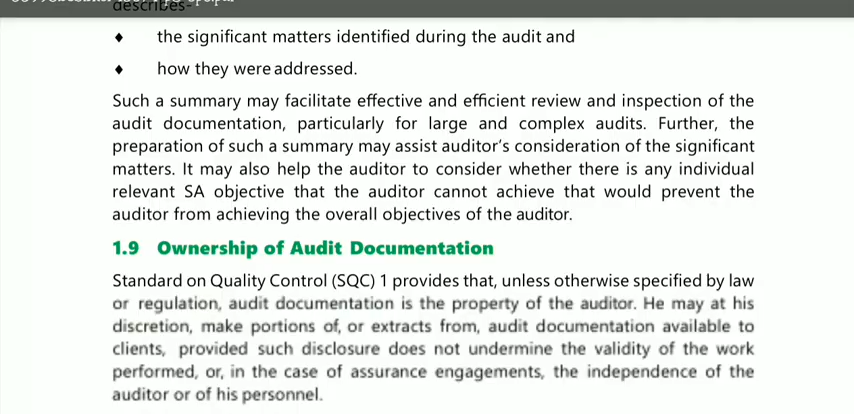 describes-
♦ the significant matters identified during the audit and
♦ how they were addressed.
Such a summary may facilitate effective and efficient review and inspection of the
audit documentation, particularly for large and complex audits. Further, the
preparation of such a summary may assist auditor's consideration of the significant
matters. It may also help the auditor to consider whether there is any individual
relevant SA objective that the auditor cannot achieve that would prevent the
auditor from achieving the overall objectives of the auditor.
1.9 Ownership of Audit Documentation
Standard on Quality Control (SQC) 1 provides that, unless otherwise specified by law
or regulation, audit documentation is the property of the auditor. He may at his
discretion, make portions of, or extracts from, audit documentation available to
clients, provided such disclosure does not undermine the validity of the work
performed, or, in the case of assurance engagements, the independence of the
auditor or of his personnel.